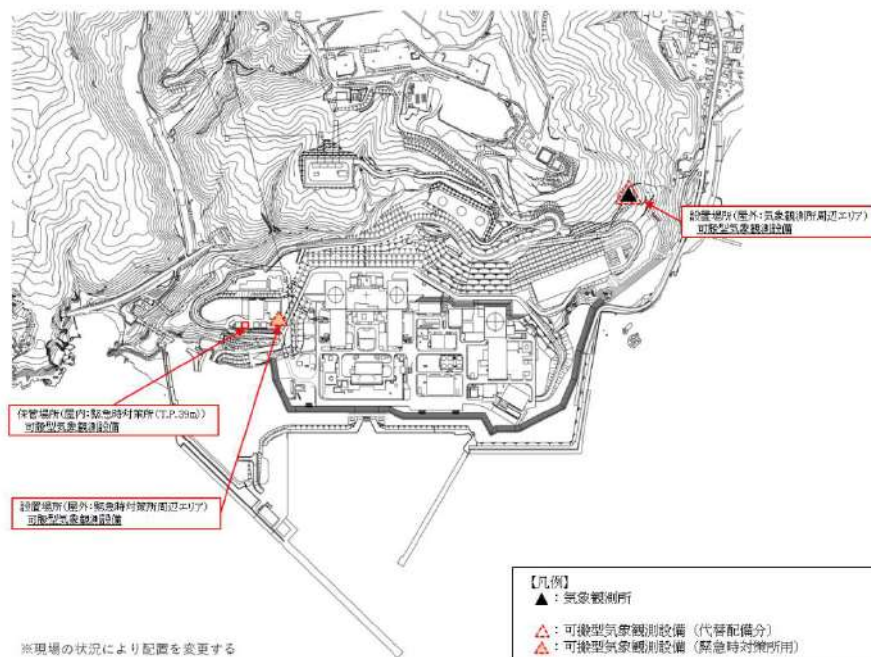 設置場所(屋外:気象観測所周辺エリア)
可搬型気象観測設備
保管場所(屋内:緊急時対策所(T.P.39m))
可搬型気象観測設備
設置場所(屋外:緊急時対策所周辺エリア)
可搬型気象観測設備
※現場の状況により配置を変更する
【凡例】
▲:気象観測所
△:可搬型気象観測設備(代替配備分)
△:可搬型気象観測設備(緊急時対策所用)